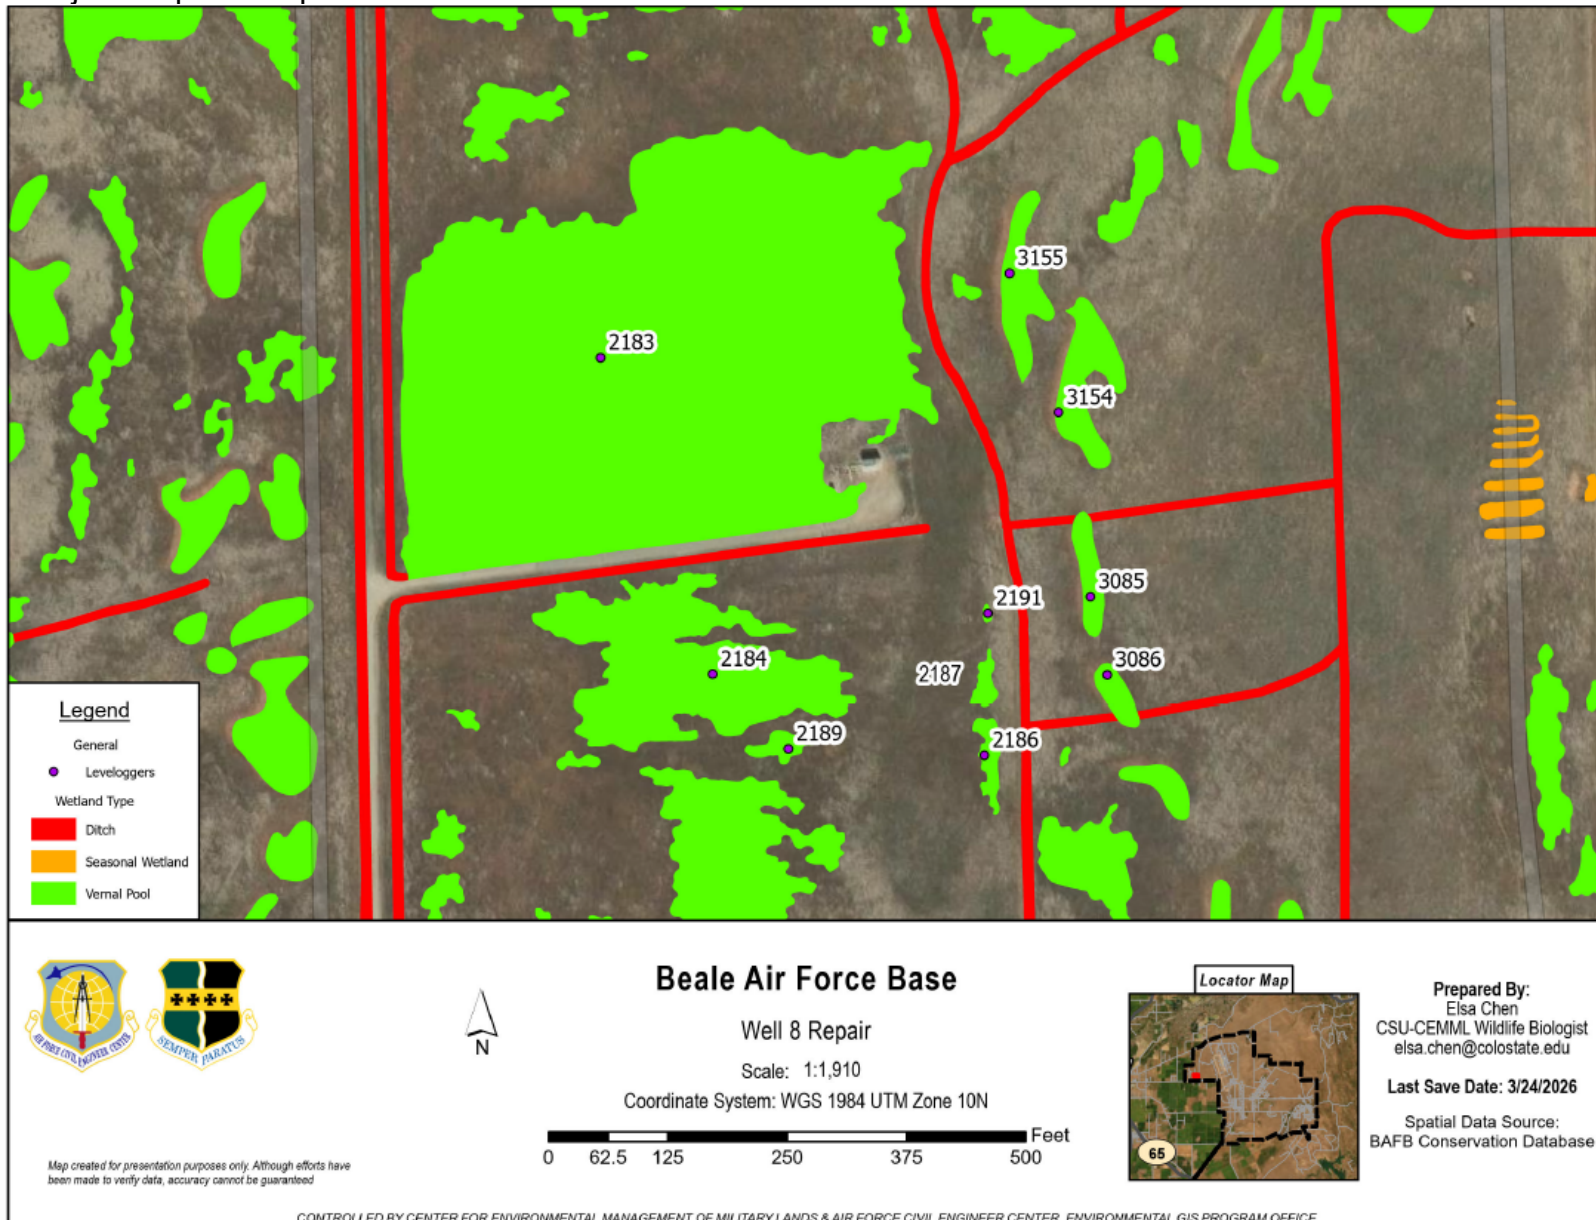 3155
2183
3154
3085
2191
2184
2187
3086
2189
2186
Legend
General
Leveloggers
Wetland Type
Ditch
Seasonal Wetland
Vernal Pool
AIR FORCE CIVIL ENGINEER CENTER
SEMPER PARATUS
N
Beale Air Force Base
Well 8 Repair
Scale: 1:1,910
Coordinate System: WGS 1984 UTM Zone 10N
Feet
0 62.5 125 250 375 500
Locator Map
65
Prepared By:
Elsa Chen
CSU-CEMML Wildlife Biologist
elsa.chen@colostate.edu
Last Save Date: 3/24/2026
Spatial Data Source:
BAFB Conservation Database
Map created for presentation purposes only. Although efforts have
been made to verify data, accuracy cannot be guaranteed
CONTROLLED BY CENTER FOR ENVIRONMENTAL MANAGEMENT OF MILITARY LANDS & AIR FORCE CIVIL ENGINEER CENTER, ENVIRONMENTAL GIS PROGRAM OFFICE